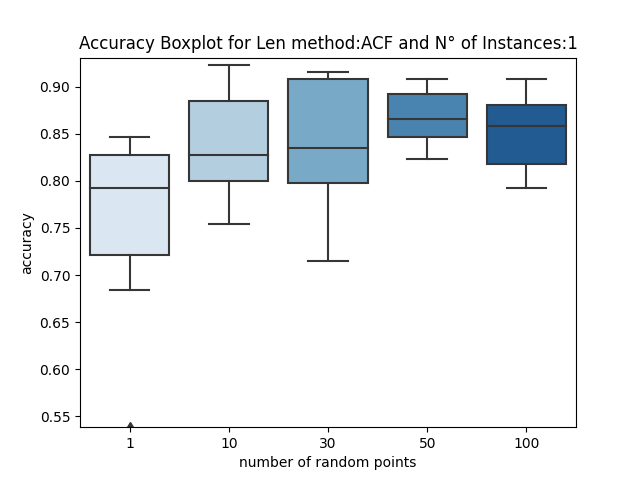 Accuracy Boxplot for Len method:ACF and N° of Instances:1
0.90
0.85
0.80
0.75
0.70
0.65
0.60
0.55
accuracy
1 10 30 50 100
number of random points